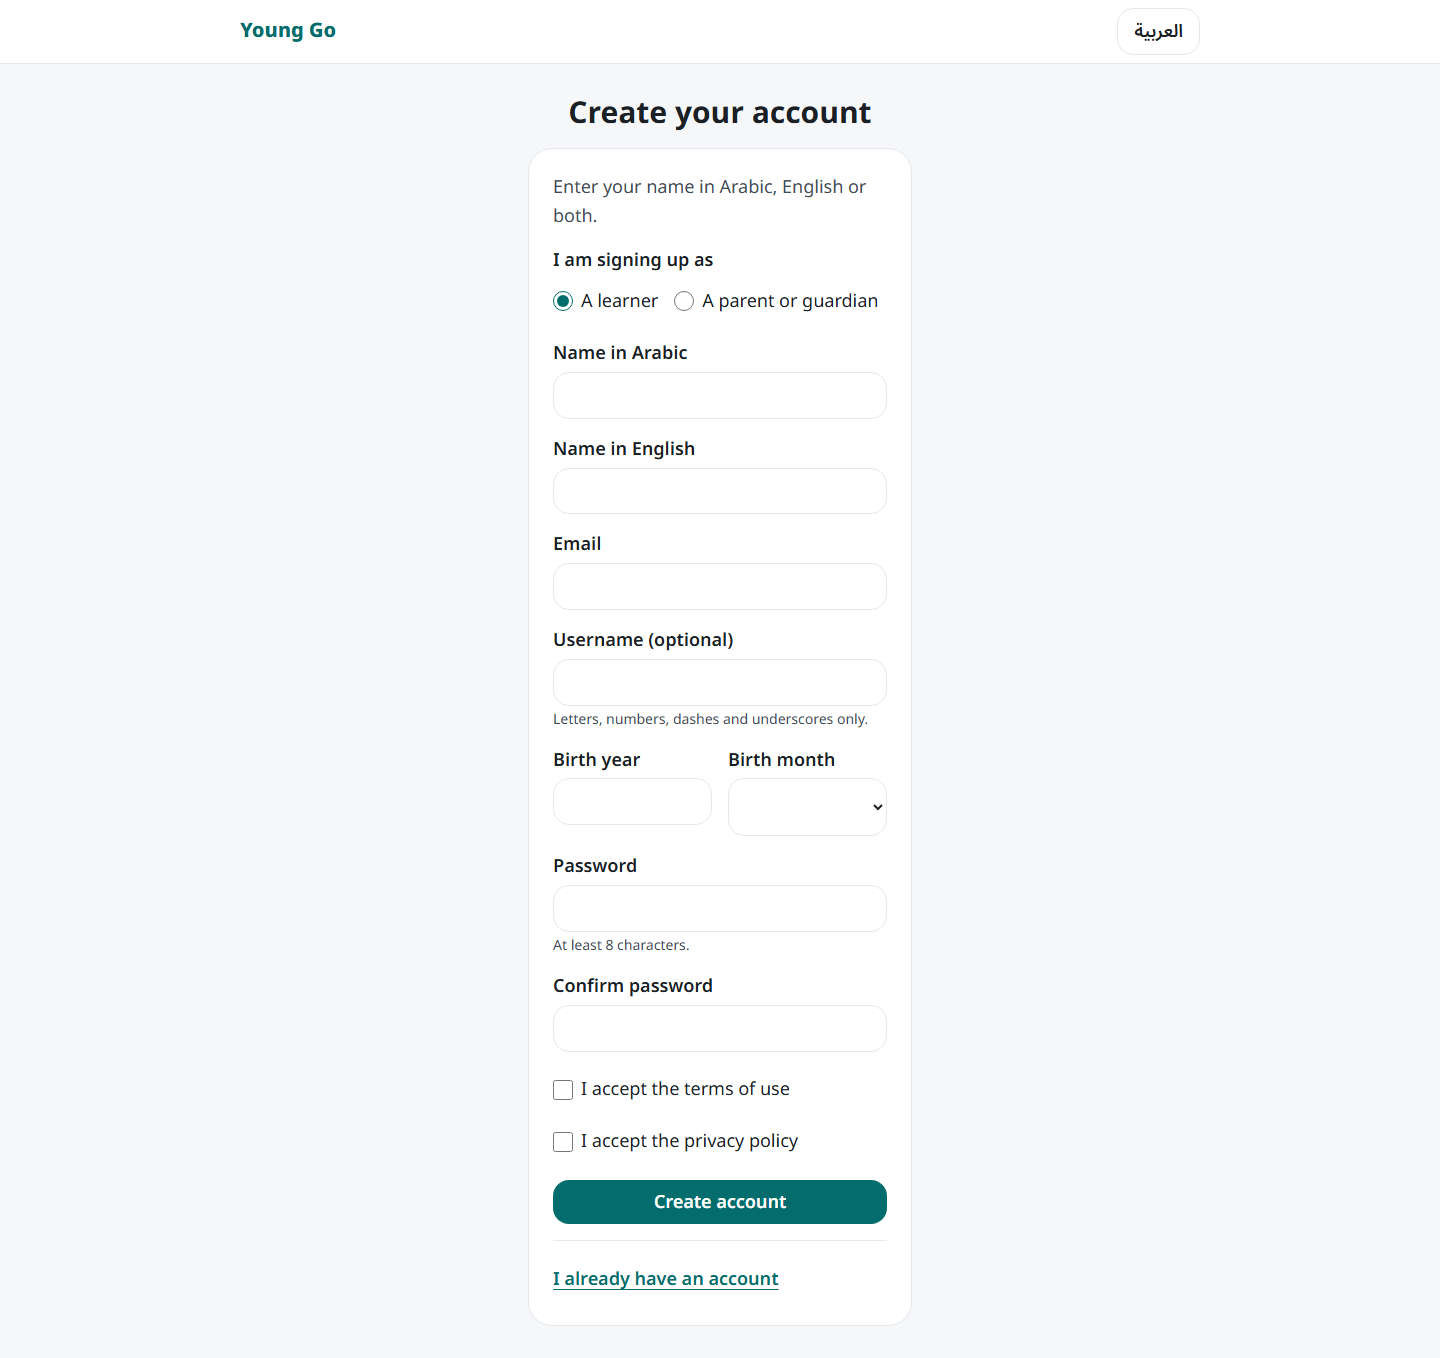 Young Go
العربية
Create your account
Enter your name in Arabic, English or
both.
I am signing up as
A learner
A parent or guardian
Name in Arabic
Name in English
Email
Username (optional)
Letters, numbers, dashes and underscores only.
Birth year
Birth month
Password
At least 8 characters.
Confirm password
I accept the terms of use
I accept the privacy policy
Create account
I already have an account